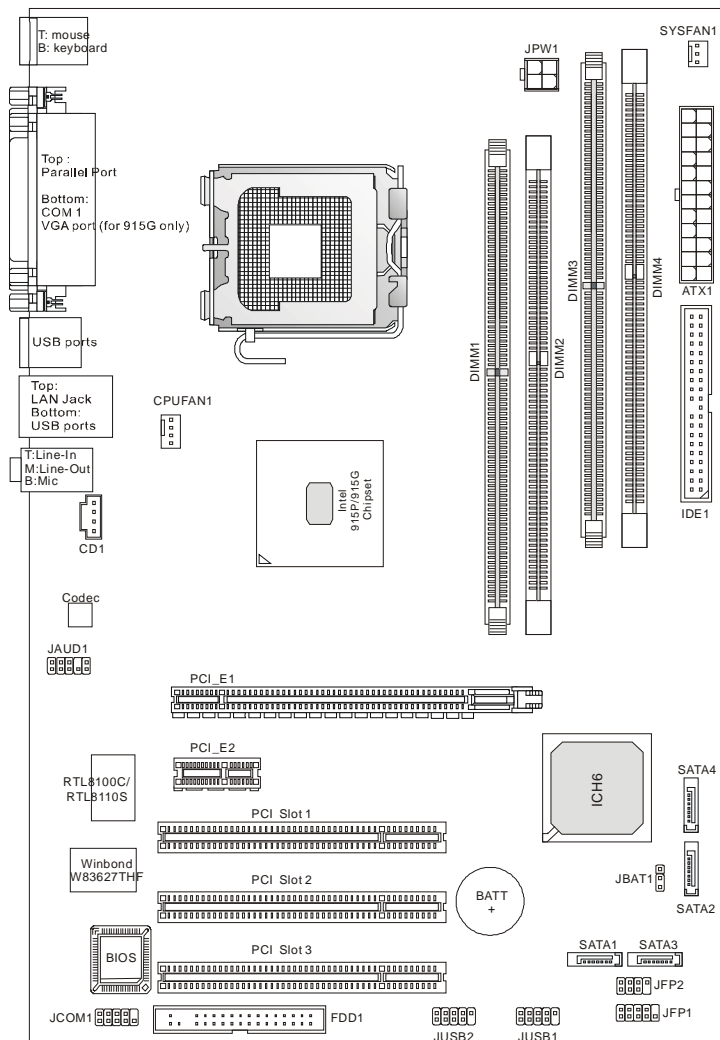 T: mouse
B: keyboard
SYSFAN1
JPW1
Top :
Parallel Port
Bottom:
COM 1
VGA port (for 915G only)
DIMM1
DIMM2
DIMM3
DIMM4
ATX1
USB ports
Top:
LAN Jack
Bottom:
USB ports
CPUFAN1
T:Line-In
M:Line-Out
B:Mic
Intel
915P/915G
Chipset
IDE1
CD1
Codec
JAUD1
PCI_E1
PCI_E2
RTL8100C/
RTL8110S
ICH6
SATA4
PCI Slot 1
Winbond
W83627THF
PCI Slot 2
BATT
+
JBAT1
SATA2
BIOS
PCI Slot 3
SATA1
SATA3
JFP2
JCOM1
FDD1
JFP1
JUSB2
JUSB1